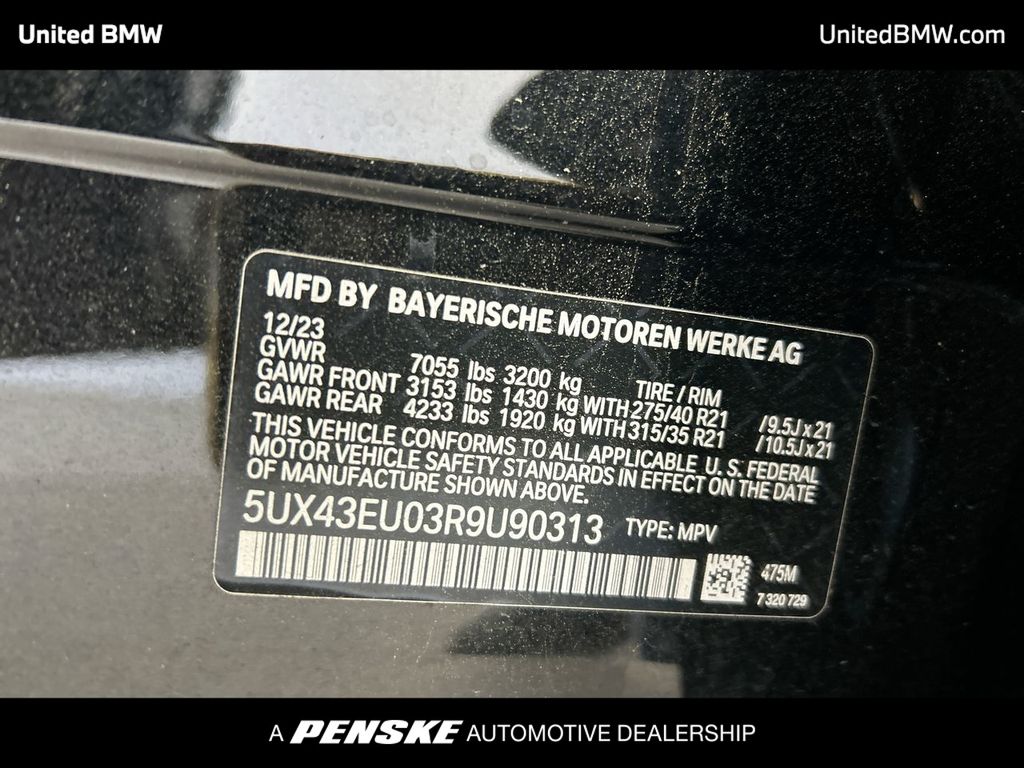 United BMW
UnitedBMW.com
MFD BY BAYERISCHE MOTOREN WERKE AG
12/23
GVWR 7055 lbs 3200 kg TIRE / RIM
GAWR FRONT 3153 lbs 1430 kg WITH 275/40 R21 /9.5J x 21
GAWR REAR 4233 lbs 1920 kg WITH 315/35 R21 /10.5J x 21
THIS VEHICLE CONFORMS TO ALL APPLICABLE U.S. FEDERAL
MOTOR VEHICLE SAFETY STANDARDS IN EFFECT ON THE DATE
OF MANUFACTURE SHOWN ABOVE.
5UX43EU03R9U90313 TYPE: MPV
475M
7 320 729
A PENSKE AUTOMOTIVE DEALERSHIP